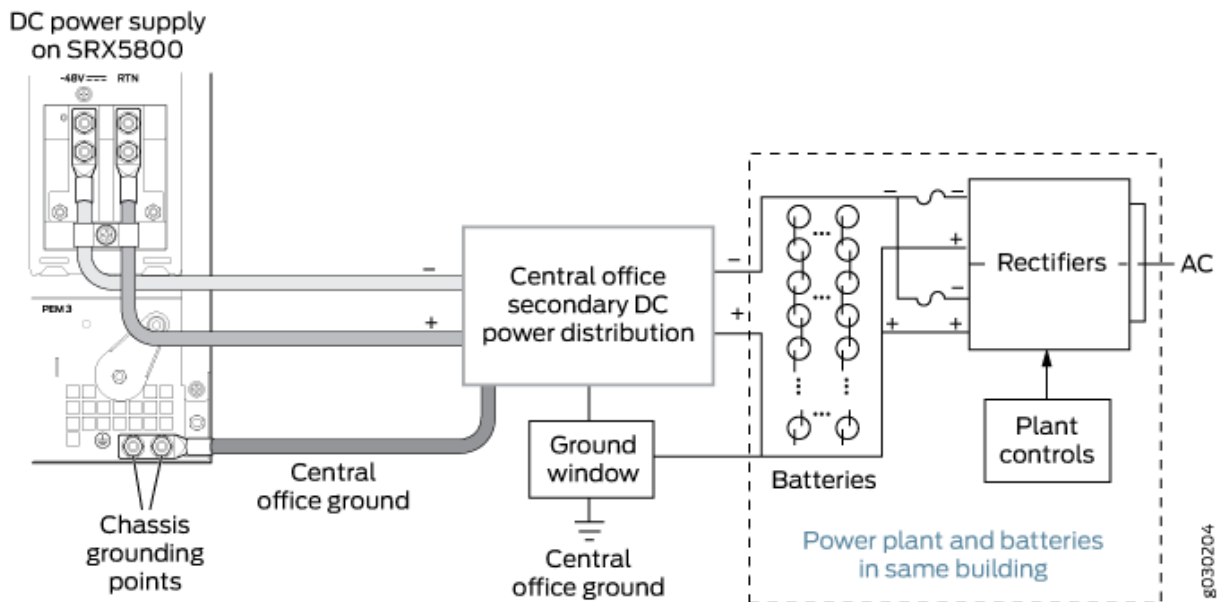 DC power supply
on SRX5800
-48V RTN
PEM 3
−
+
Central office
secondary DC
power distribution
−
+
− −
+
−
+ +
Rectifiers
AC
Plant
controls
Batteries
Ground
window
Central
office ground
Central
office ground
Chassis
grounding
points
Power plant and batteries
in same building
g030204